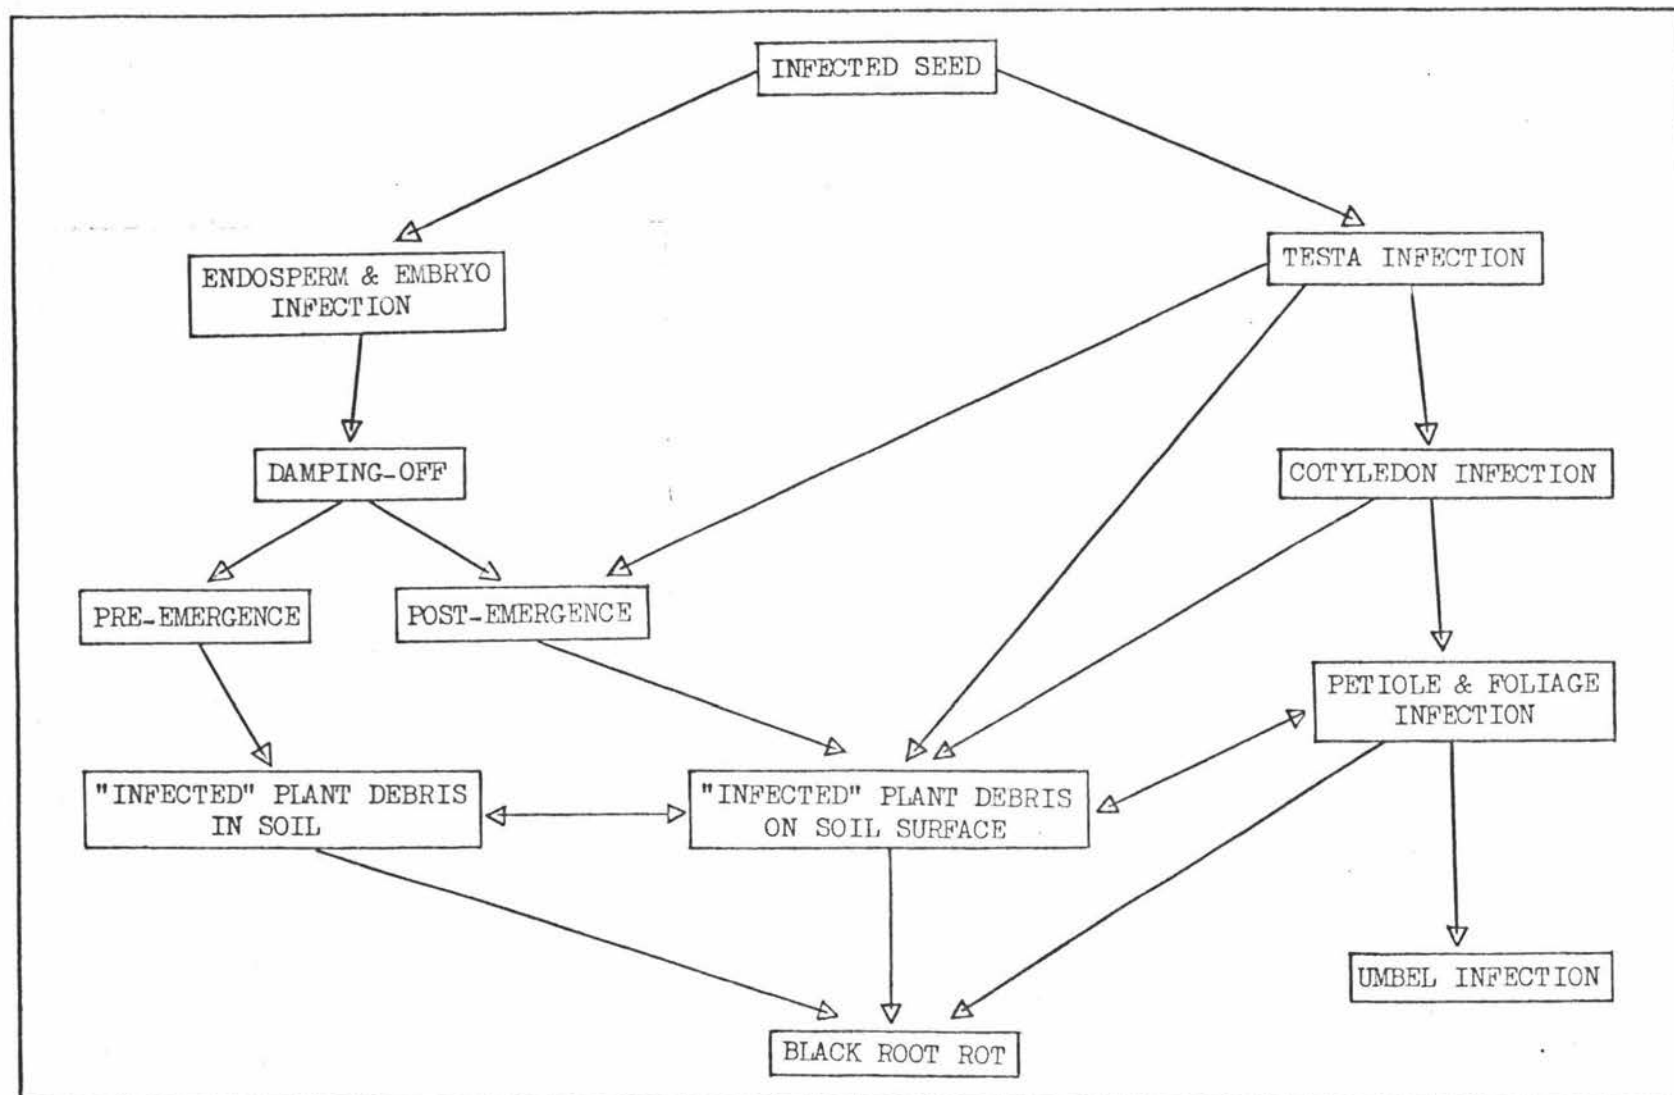 INFECTED SEED
ENDOSPERM & EMBRYO
INFECTION
TESTA INFECTION
DAMPING-OFF
COTYLEDON INFECTION
PRE-EMERGENCE
POST-EMERGENCE
PETIOLE & FOLIAGE
INFECTION
"INFECTED" PLANT DEBRIS
IN SOIL
"INFECTED" PLANT DEBRIS
ON SOIL SURFACE
UMBEL INFECTION
BLACK ROOT ROT